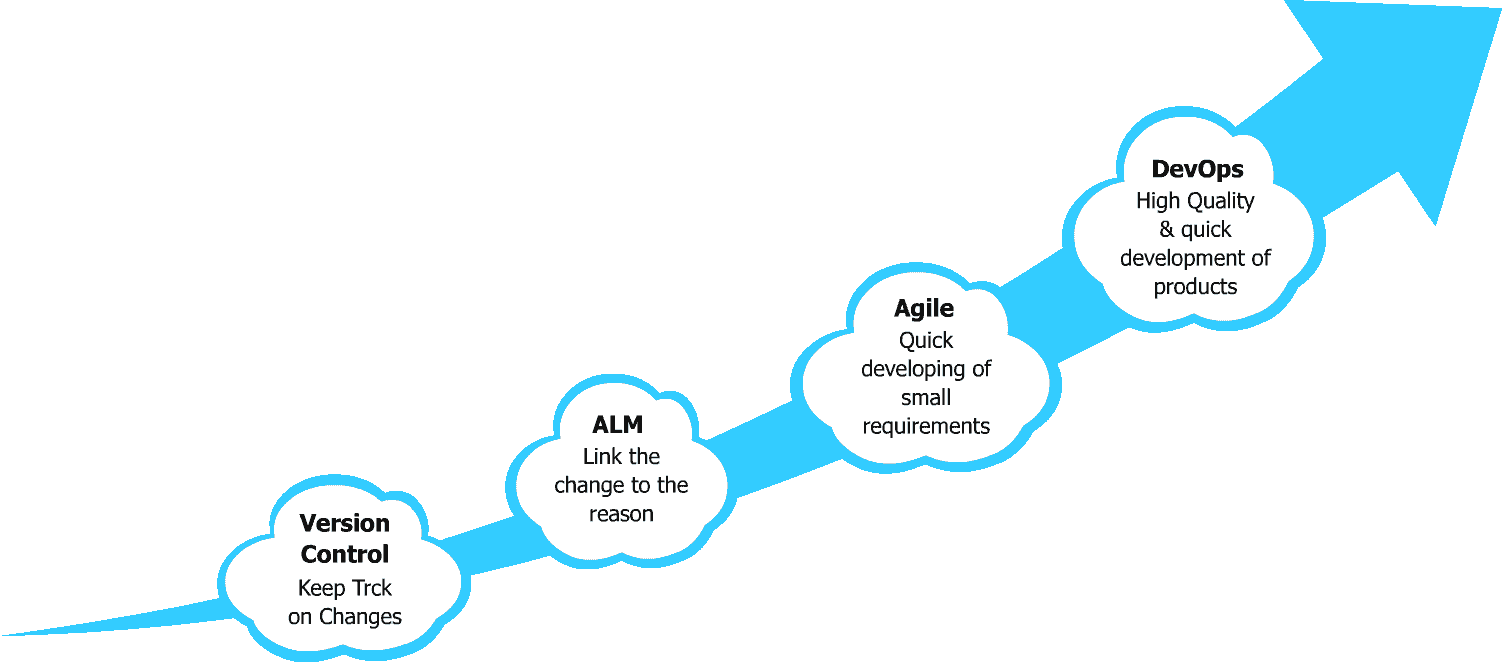 Version
Control
Keep Trck
on Changes
ALM
Link the
change to the
reason
Agile
Quick
developing of
small
requirements
DevOps
High Quality
& quick
development of
products